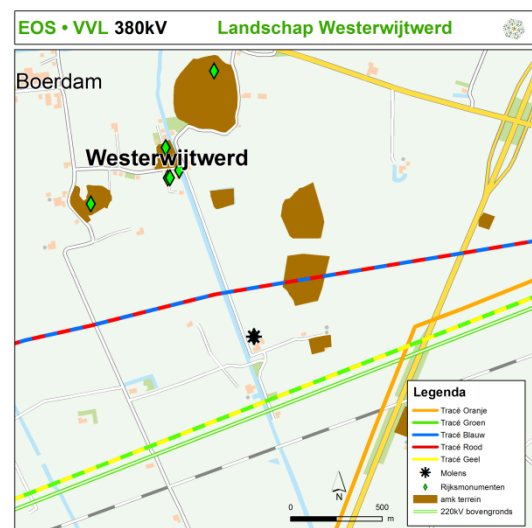 EOS • VVL 380kV Landschap Westerwijtwerd
Boerdam
Westerwijtwerd
Legenda
Tracé Oranje
Tracé Groen
Tracé Blauw
Tracé Rood
Tracé Geel
Molens
Rijksmonumenten
amk terrein
220kV bovengronds
N
0 500
m